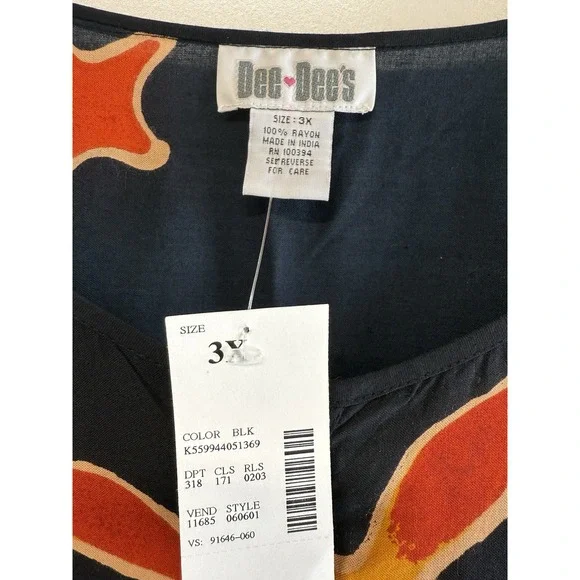 Dee Dee's
SIZE: 3X
100% RAYON
MADE IN INDIA
RN 100394
SEE REVERSE
FOR CARE
SIZE
3X
COLOR BLK
K559944051369
DPT CLS RLS
318 171 0203
VEND STYLE
11685 060601
VS: 91646-060